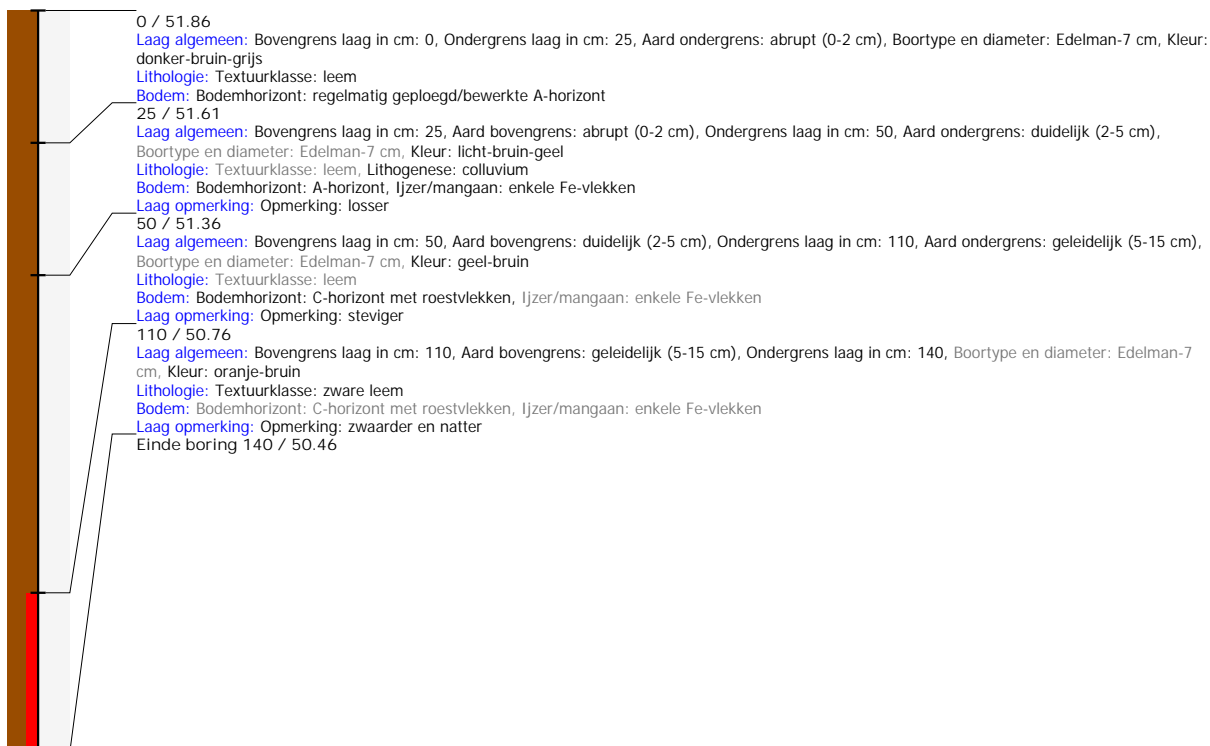 0 / 51.86
Laag algemeen: Bovengrens laag in cm: 0, Ondergrens laag in cm: 25, Aard ondergrens: abrupt (0-2 cm), Boortype en diameter: Edelman-7 cm, Kleur:
donker-bruin-grijs
Lithologie: Textuurklasse: leem
Bodem: Bodemhorizont: regelmatig geploegd/bewerkte A-horizont
25 / 51.61
Laag algemeen: Bovengrens laag in cm: 25, Aard bovengrens: abrupt (0-2 cm), Ondergrens laag in cm: 50, Aard ondergrens: duidelijk (2-5 cm),
Boortype en diameter: Edelman-7 cm, Kleur: licht-bruin-geel
Lithologie: Textuurklasse: leem, Lithogenese: colluvium
Bodem: Bodemhorizont: A-horizont, Ijzer/mangaan: enkele Fe-vlekken
Laag opmerking: Opmerking: losser
50 / 51.36
Laag algemeen: Bovengrens laag in cm: 50, Aard bovengrens: duidelijk (2-5 cm), Ondergrens laag in cm: 110, Aard ondergrens: geleidelijk (5-15 cm),
Boortype en diameter: Edelman-7 cm, Kleur: geel-bruin
Lithologie: Textuurklasse: leem
Bodem: Bodemhorizont: C-horizont met roestvlekken, Ijzer/mangaan: enkele Fe-vlekken
Laag opmerking: Opmerking: steviger
110 / 50.76
Laag algemeen: Bovengrens laag in cm: 110, Aard bovengrens: geleidelijk (5-15 cm), Ondergrens laag in cm: 140, Boortype en diameter: Edelman-7
cm, Kleur: oranje-bruin
Lithologie: Textuurklasse: zware leem
Bodem: Bodemhorizont: C-horizont met roestvlekken, Ijzer/mangaan: enkele Fe-vlekken
Laag opmerking: Opmerking: zwaarder en natter
Einde boring 140 / 50.46